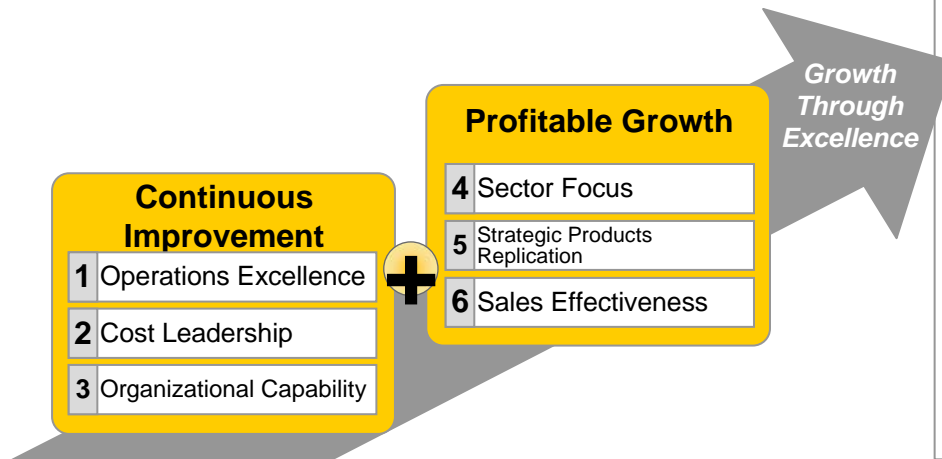 Growth
Through
Excellence
Profitable Growth
4 Sector Focus
5 Strategic Products
Replication
6 Sales Effectiveness
Continuous
Improvement
1 Operations Excellence
2 Cost Leadership
3 Organizational Capability
+